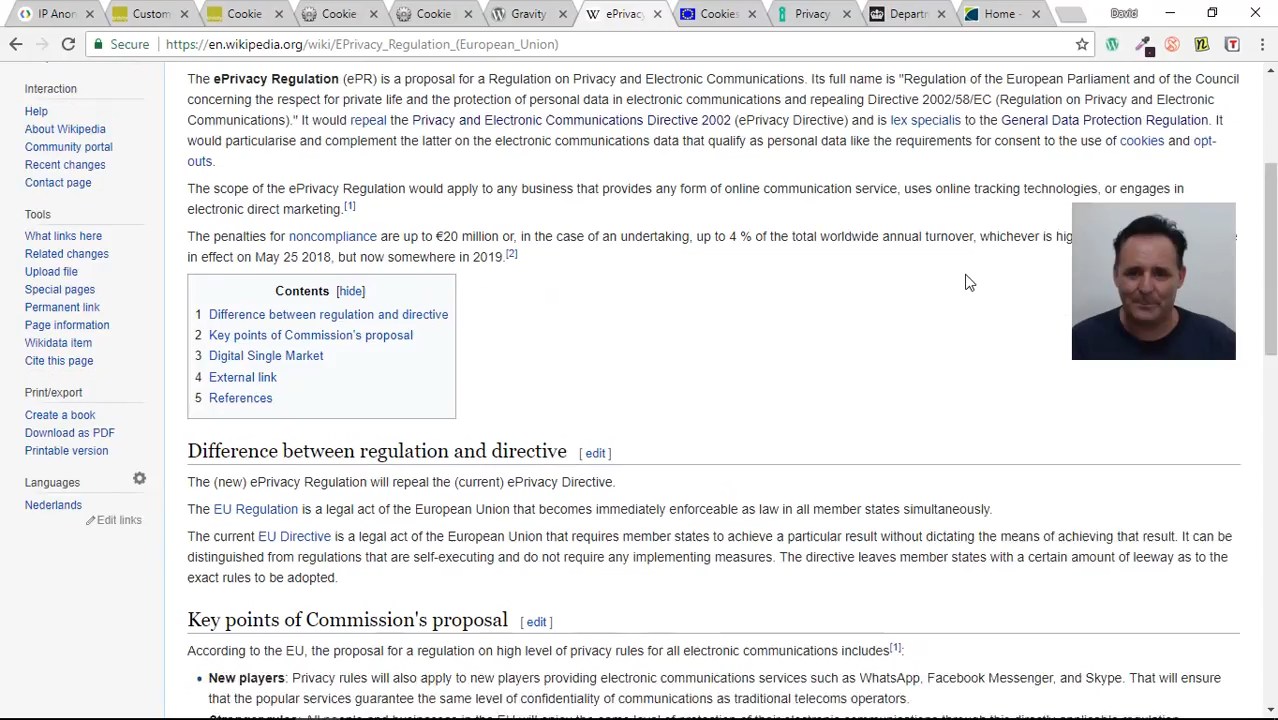 IP Anon
Custom
Cookie
Cookie
Cookie
Gravity
ePrivacy
Cookies
Privacy
Departm
Home -
David
Secure
https://en.wikipedia.org/wiki/EPrivacy_Regulation_(European_Union)
Interaction
Help
About Wikipedia
Community portal
Recent changes
Contact page
Tools
What links here
Related changes
Upload file
Special pages
Permanent link
Page information
Wikidata item
Cite this page
Print/export
Create a book
Download as PDF
Printable version
Languages
Nederlands
Edit links
The ePrivacy Regulation (ePR) is a proposal for a Regulation on Privacy and Electronic Communications. Its full name is "Regulation of the European Parliament and of the Council
concerning the respect for private life and the protection of personal data in electronic communications and repealing Directive 2002/58/EC (Regulation on Privacy and Electronic
Communications)." It would repeal the Privacy and Electronic Communications Directive 2002 (ePrivacy Directive) and is lex specialis to the General Data Protection Regulation. It
would particularise and complement the latter on the electronic communications data that qualify as personal data like the requirements for consent to the use of cookies and opt-
outs.
The scope of the ePrivacy Regulation would apply to any business that provides any form of online communication service, uses online tracking technologies, or engages in
electronic direct marketing.[1]
The penalties for noncompliance are up to €20 million or, in the case of an undertaking, up to 4 % of the total worldwide annual turnover, whichever is
in effect on May 25 2018, but now somewhere in 2019.[2]
Contents [hide]
1 Difference between regulation and directive
2 Key points of Commission's proposal
3 Digital Single Market
4 External link
5 References
Difference between regulation and directive [ edit ]
The (new) ePrivacy Regulation will repeal the (current) ePrivacy Directive.
The EU Regulation is a legal act of the European Union that becomes immediately enforceable as law in all member states simultaneously.
The current EU Directive is a legal act of the European Union that requires member states to achieve a particular result without dictating the means of achieving that result. It can be
distinguished from regulations that are self-executing and do not require any implementing measures. The directive leaves member states with a certain amount of leeway as to the
exact rules to be adopted.
Key points of Commission's proposal [ edit ]
According to the EU, the proposal for a regulation on high level of privacy rules for all electronic communications includes[1]:
• New players: Privacy rules will also apply to new players providing electronic communications services such as WhatsApp, Facebook Messenger, and Skype. That will ensure
that the popular services guarantee the same level of confidentiality of communications as traditional telecoms operators.